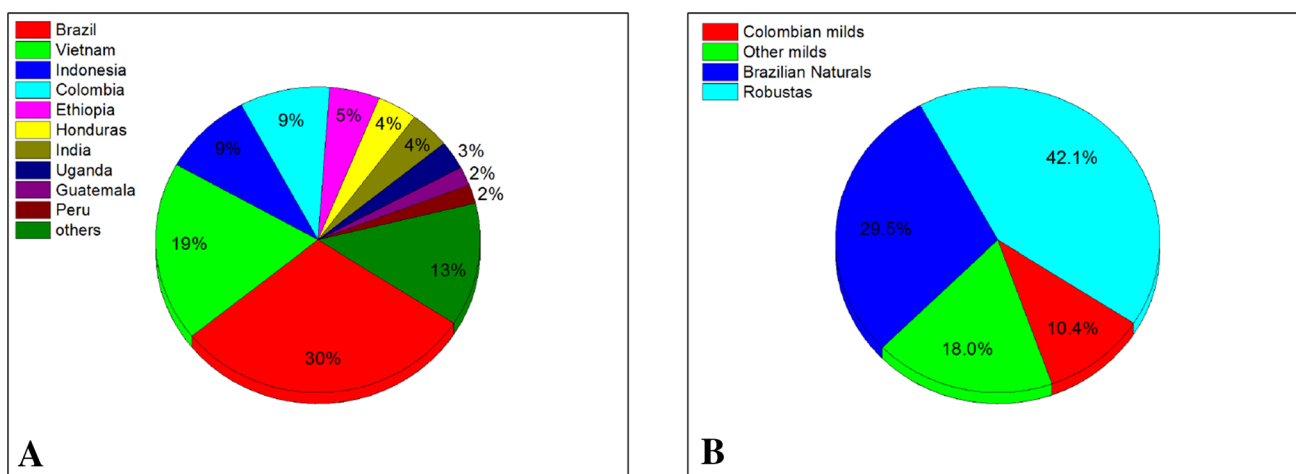 Brazil
Vietnam
Indonesia
Colombia
Ethiopia
Honduras
India
Uganda
Guatemala
Peru
others
9%
5%
4%
4%
3%
2%
2%
9%
19%
13%
30%
A
Colombian milds
Other milds
Brazilian Naturals
Robustas
42.1%
29.5%
10.4%
18.0%
B